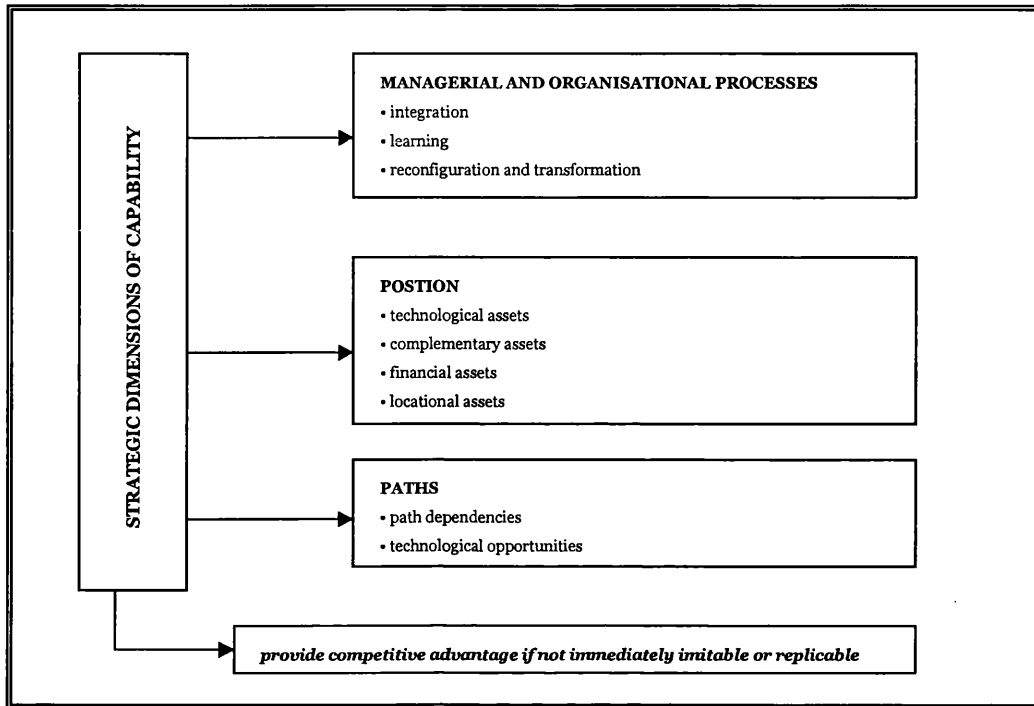 STRATEGIC DIMENSIONS OF CAPABILITY
MANAGERIAL AND ORGANISATIONAL PROCESSES
▪ integration
▪ learning
▪ reconfiguration and transformation
POSTION
▪ technological assets
▪ complementary assets
▪ financial assets
▪ locational assets
PATHS
▪ path dependencies
▪ technological opportunities
provide competitive advantage if not immediately imitable or replicable